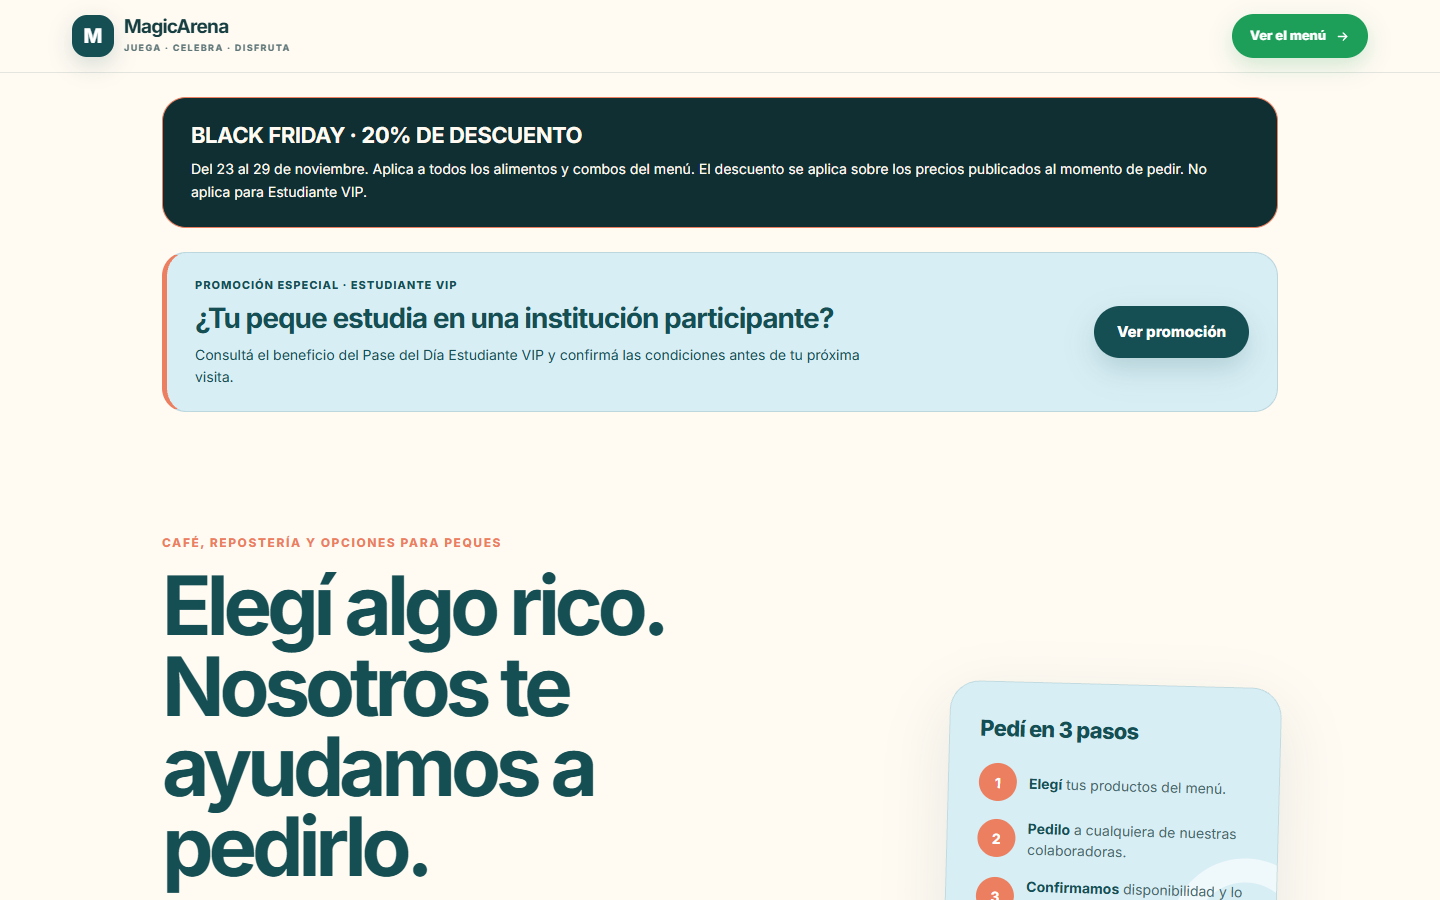 M
MagicArena
JUEGA · CELEBRA · DISFRUTA
Ver el menú →
BLACK FRIDAY · 20% DE DESCUENTO
Del 23 al 29 de noviembre. Aplica a todos los alimentos y combos del menú. El descuento se aplica sobre los precios publicados al momento de pedir. No
aplica para Estudiante VIP.
PROMOCIÓN ESPECIAL · ESTUDIANTE VIP
¿Tu peque estudia en una institución participante?
Consultá el beneficio del Pase del Día Estudiante VIP y confirmá las condiciones antes de tu próxima
visita.
Ver promoción
CAFÉ, REPOSTERÍA Y OPCIONES PARA PEQUES
Elegí algo rico.
Nosotros te
ayudamos a
pedirlo.
Pedí en 3 pasos
1 Elegí tus productos del menú.
2 Pedilo a cualquiera de nuestras
colaboradoras.
3 Confirmamos disponibilidad y lo